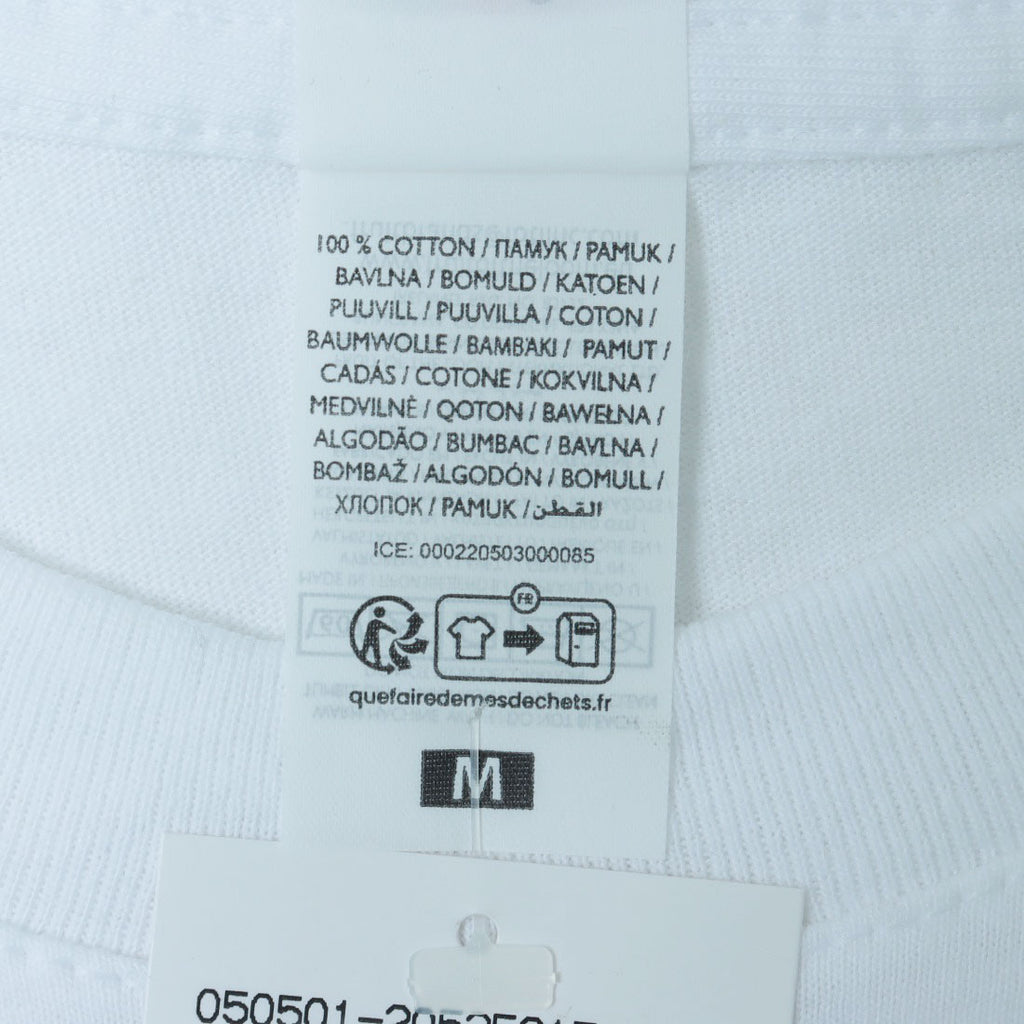 100 % COTTON / ПАМУК / PAMUK /
BAVLNA / BOMULD / KATOEN /
PUUVILL / PUUVILLA / COTON /
BAUMWOLLE / BAMBAKI / PAMUT /
CADÁS / COTONE / KOKVILNA /
MEDVILNĖ / QOTON / BAWEŁNA /
ALGODÃO / BUMBAC / BAVLNA /
BOMBAŽ / ALGODÓN / BOMULL /
ХЛОПОК / PAMUK / القطن
ICE: 000220503000085
FR
quefairedemesdechets.fr
M